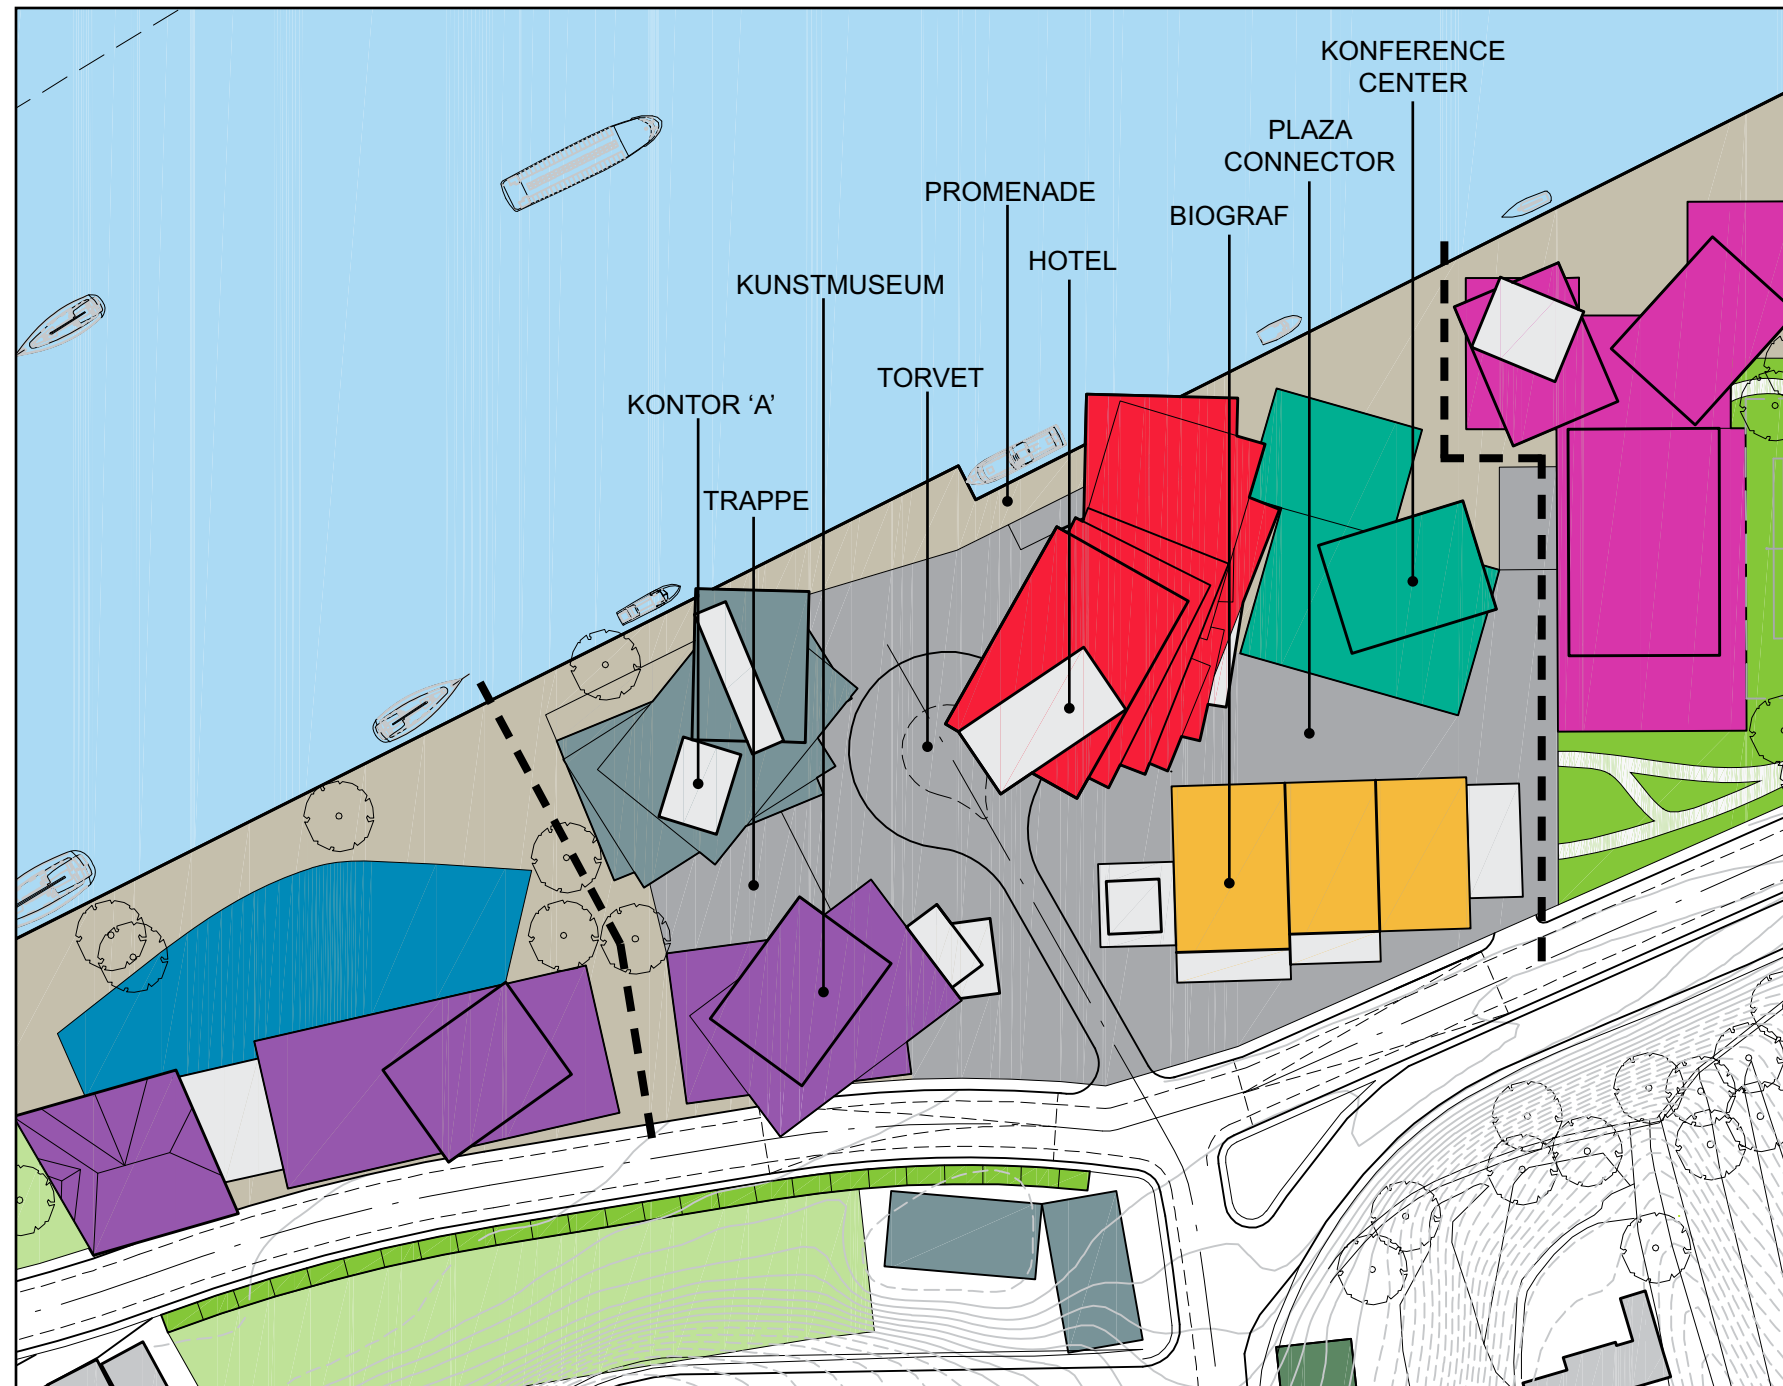 KONFERENCE
CENTER
PLAZA
CONNECTOR
PROMENADE
BIOGRAF
HOTEL
KUNSTMUSEUM
TORVET
KONTOR ‘A’
TRAPPE